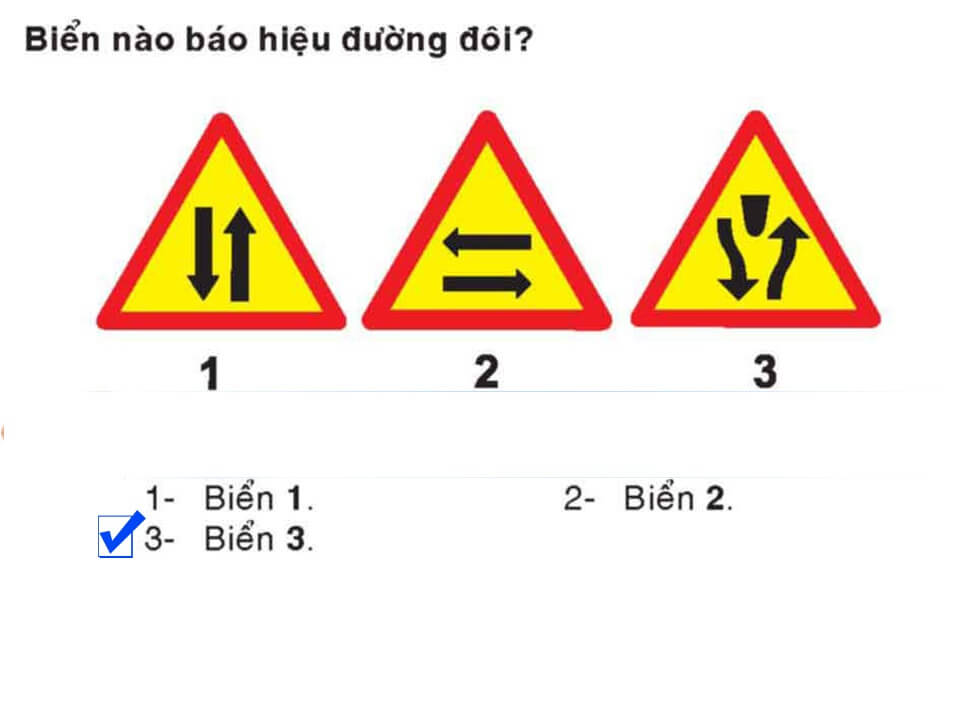 Biển nào báo hiệu đường đôi?
1 2 3
1- Biển 1. 2- Biển 2.
3- Biển 3.